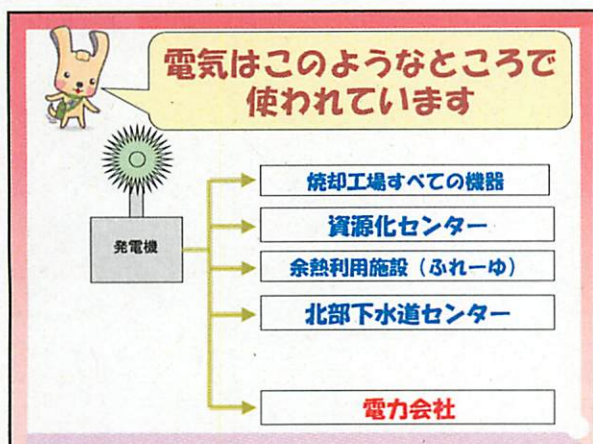 電気はこのようなところで
使われています
発電機
焼却工場すべての機器
資源化センター
余熱利用施設（ふれーゆ）
北部下水道センター
電力会社